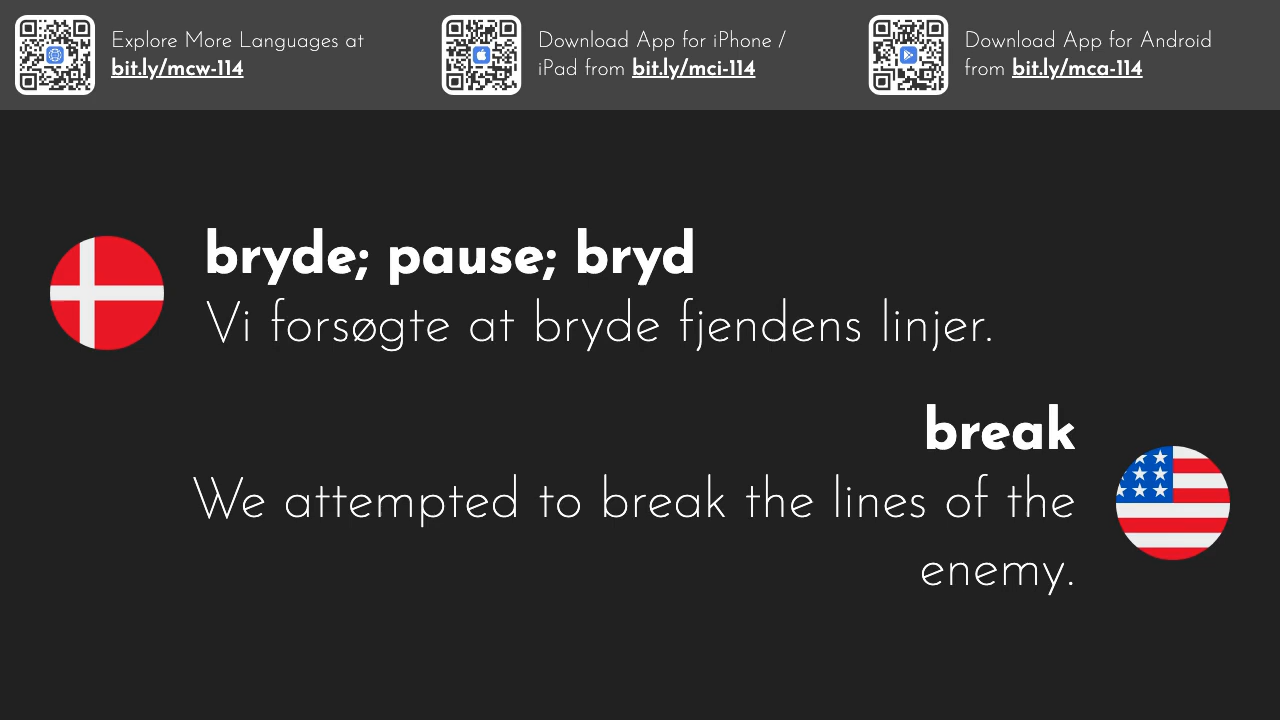 Explore More Languages at
bit.ly/mcw-114
Download App for iPhone /
iPad from bit.ly/mci-114
Download App for Android
from bit.ly/mca-114
bryde; pause; bryd
Vi forsøgte at bryde fjendens linjer.
break
We attempted to break the lines of the
enemy.